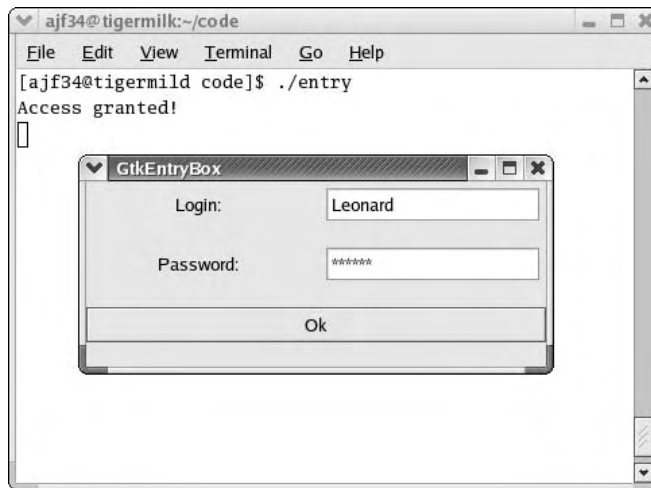 ajf34@tigermilk:~/code
File Edit View Terminal Go Help
[ajf34@tigermild code]$ ./entry
Access granted!
GtkEntryBox
Login: Leonard
Password: ******
Ok